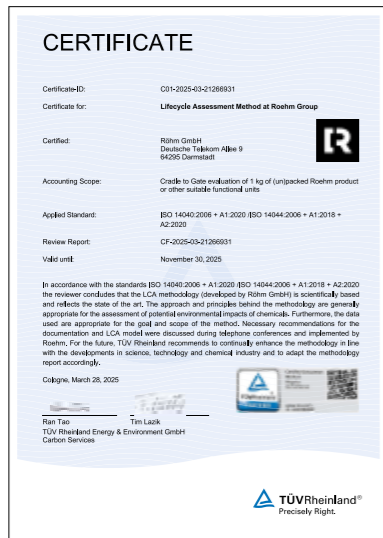 CERTIFICATE
Certificate-ID: C01-2025-03-21266931
Certificate for: Lifecycle Assessment Method at Roehm Group
Certified: Röhm GmbH
Deutsche Telekom Allee 9
64295 Darmstadt
Accounting Scope: Cradle to Gate evaluation of 1 kg of (un)packed Roehm product
or other suitable functional units
Applied Standard: ISO 14040:2006 + A1:2020 /ISO 14044:2006 + A1:2018 +
A2:2020
Review Report: CF-2025-03-21266931
Valid until: November 30, 2025
In accordance with the standards ISO 14040:2006 + A1:2020 /ISO 14044:2006 + A1:2018 + A2:2020
the reviewer concludes that the LCA methodology (developed by Röhm GmbH) is scientifically based
and reflects the state of the art. The approach and principles behind the methodology are generally
appropriate for the assessment of potential environmental impacts of chemicals. Furthermore, the data
used are appropriate for the goal and scope of the method. Necessary recommendations for the
documentation and LCA model were discussed during telephone conferences and implemented by
Roehm. For the future, TÜV Rheinland recommends to continually enhance the methodology in line
with the developments in science, technology and chemical industry and to adapt the methodology
report accordingly.
Cologne, March 28, 2025
Ran Tao Tim Lazik
TÜV Rheinland Energy & Environment GmbH
Carbon Services
TÜVRheinland®
Precisely Right.